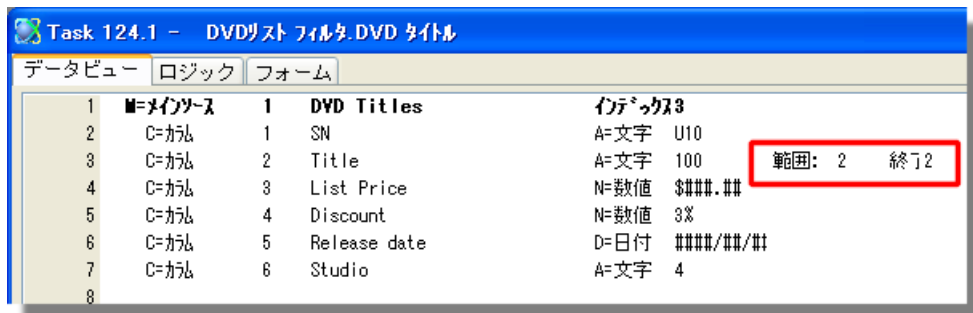 Task 124.1 - DVDリスト フィルタ.DVD タイトル
データビュー ロジック フォーム
1 M=メインソース 1 DVD Titles インデックス3
2 C=カラム 1 SN A=文字 U10
3 C=カラム 2 Title A=文字 100 範囲: 2 終了2
4 C=カラム 3 List Price N=数値 $###.##
5 C=カラム 4 Discount N=数値 3%
6 C=カラム 5 Release date D=日付 ####/##/##
7 C=カラム 6 Studio A=文字 4
8